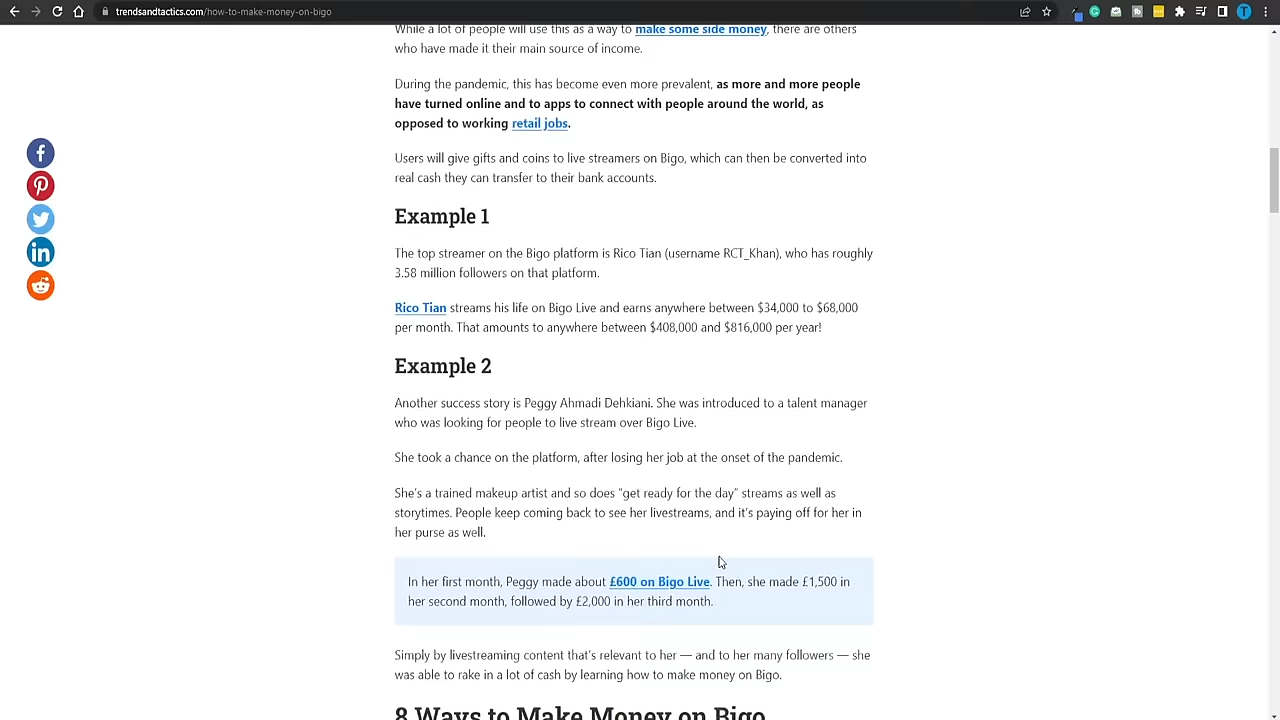 trendsandtactics.com/how-to-make-money-on-bigo
While a lot of people will use this as a way to make some side money, there are others
who have made it their main source of income.
During the pandemic, this has become even more prevalent, as more and more people
have turned online and to apps to connect with people around the world, as
opposed to working retail jobs.
Users will give gifts and coins to live streamers on Bigo, which can then be converted into
real cash they can transfer to their bank accounts.
Example 1
The top streamer on the Bigo platform is Rico Tian (username RCT_Khan), who has roughly
3.58 million followers on that platform.
Rico Tian streams his life on Bigo Live and earns anywhere between $34,000 to $68,000
per month. That amounts to anywhere between $408,000 and $816,000 per year!
Example 2
Another success story is Peggy Ahmadi Dehkiani. She was introduced to a talent manager
who was looking for people to live stream over Bigo Live.
She took a chance on the platform, after losing her job at the onset of the pandemic.
She's a trained makeup artist and so does "get ready for the day" streams as well as
storytimes. People keep coming back to see her livestreams, and it's paying off for her in
her purse as well.
In her first month, Peggy made about £600 on Bigo Live. Then, she made £1,500 in
her second month, followed by £2,000 in her third month.
Simply by livestreaming content that's relevant to her — and to her many followers — she
was able to rake in a lot of cash by learning how to make money on Bigo.
8 Ways to Make Money on Bigo